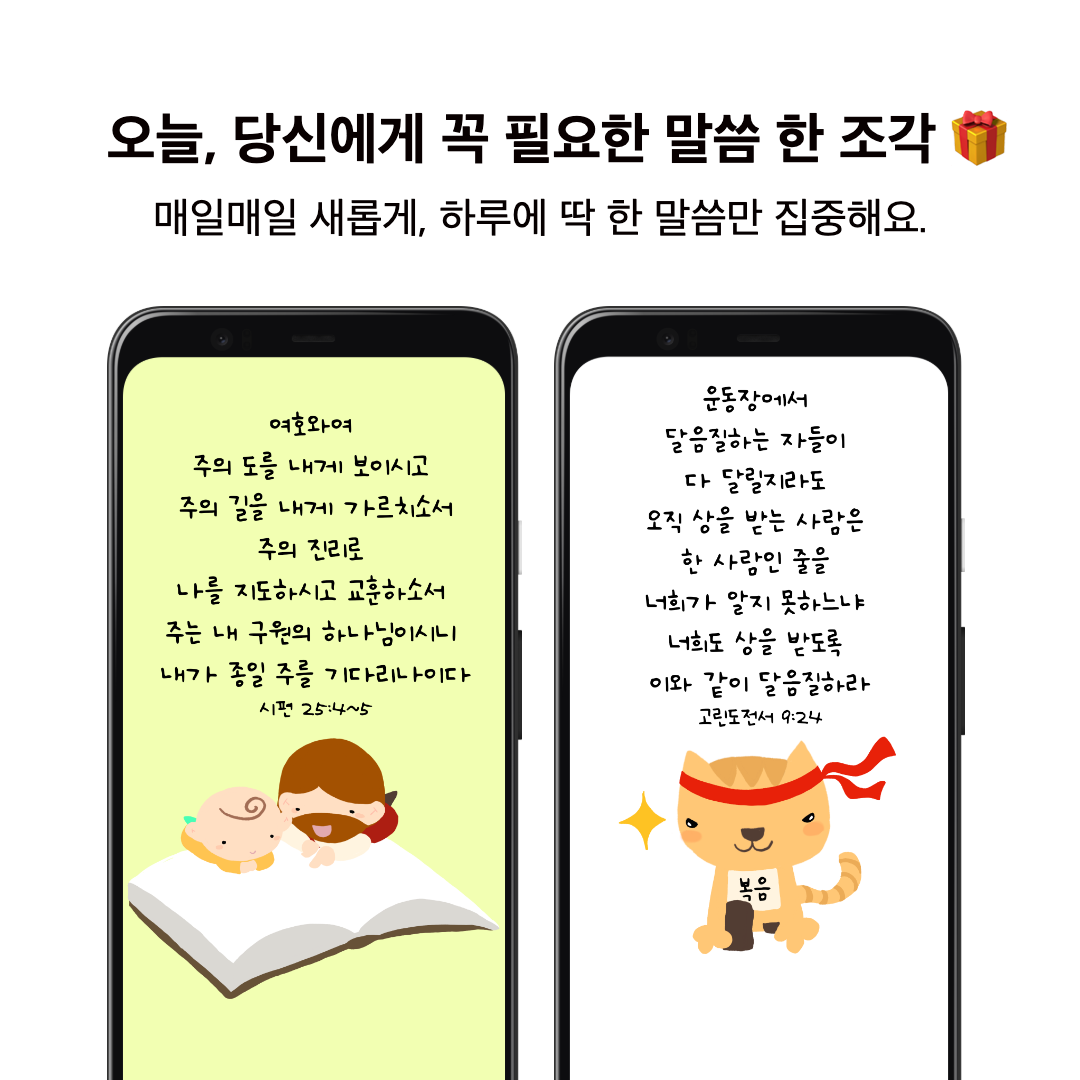 오늘, 당신에게 꼭 필요한 말씀 한 조각 🎁
매일매일 새롭게, 하루에 딱 한 말씀만 집중해요.
여호와여
주의 도를 내게 보이시고
주의 길을 내게 가르치소서
주의 진리로
나를 지도하시고 교훈하소서
주는 내 구원의 하나님이시니
내가 종일 주를 기다리나이다
시편 25:4~5
운동장에서
달음질하는 자들이
다 달릴지라도
오직 상을 받는 사람은
한 사람인 줄을
너희가 알지 못하느냐
너희도 상을 받도록
이와 같이 달음질하라
고린도전서 9:24
복음